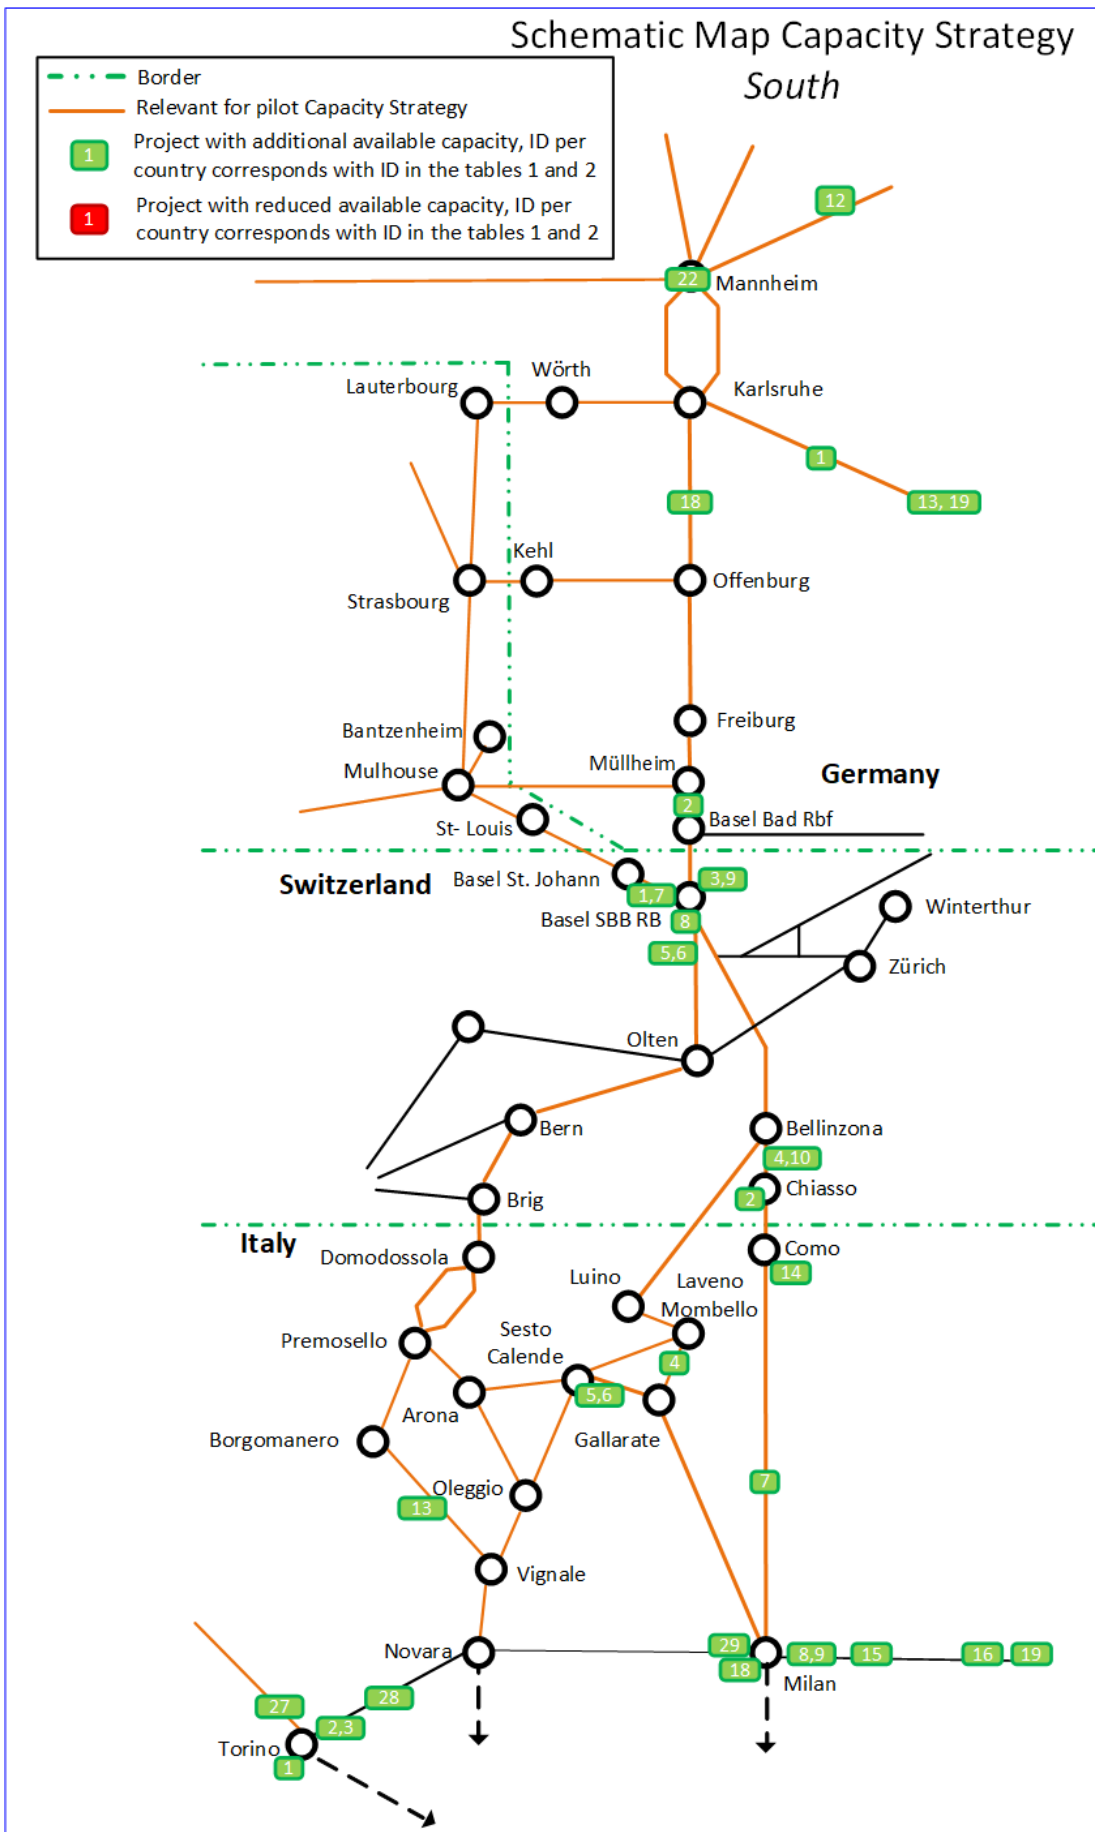 Schematic Map Capacity Strategy
South
Border
Relevant for pilot Capacity Strategy
1
Project with additional available capacity, ID per
country corresponds with ID in the tables 1 and 2
1
Project with reduced available capacity, ID per
country corresponds with ID in the tables 1 and 2
12
22
Mannheim
Wörth
Lauterbourg
Karlsruhe
1
18
13, 19
Kehl
Offenburg
Strasbourg
Freiburg
Bantzenheim
Müllheim
Mulhouse
Germany
2
Basel Bad Rbf
St- Louis
Basel St. Johann
3,9
Switzerland
1,7
Winterthur
Basel SBB RB
8
5,6
Zürich
Olten
Bern
Bellinzona
4,10
Chiasso
2
Brig
Italy
Domodossola
Como
14
Luino
Laveno
Mombello
Sesto
Calende
Premosello
4
5,6
Arona
Borgomanero
Gallarate
7
Oleggio
13
Vignale
Novara
29
8,9
15
16
19
18
Milan
28
27
2,3
Torino
1